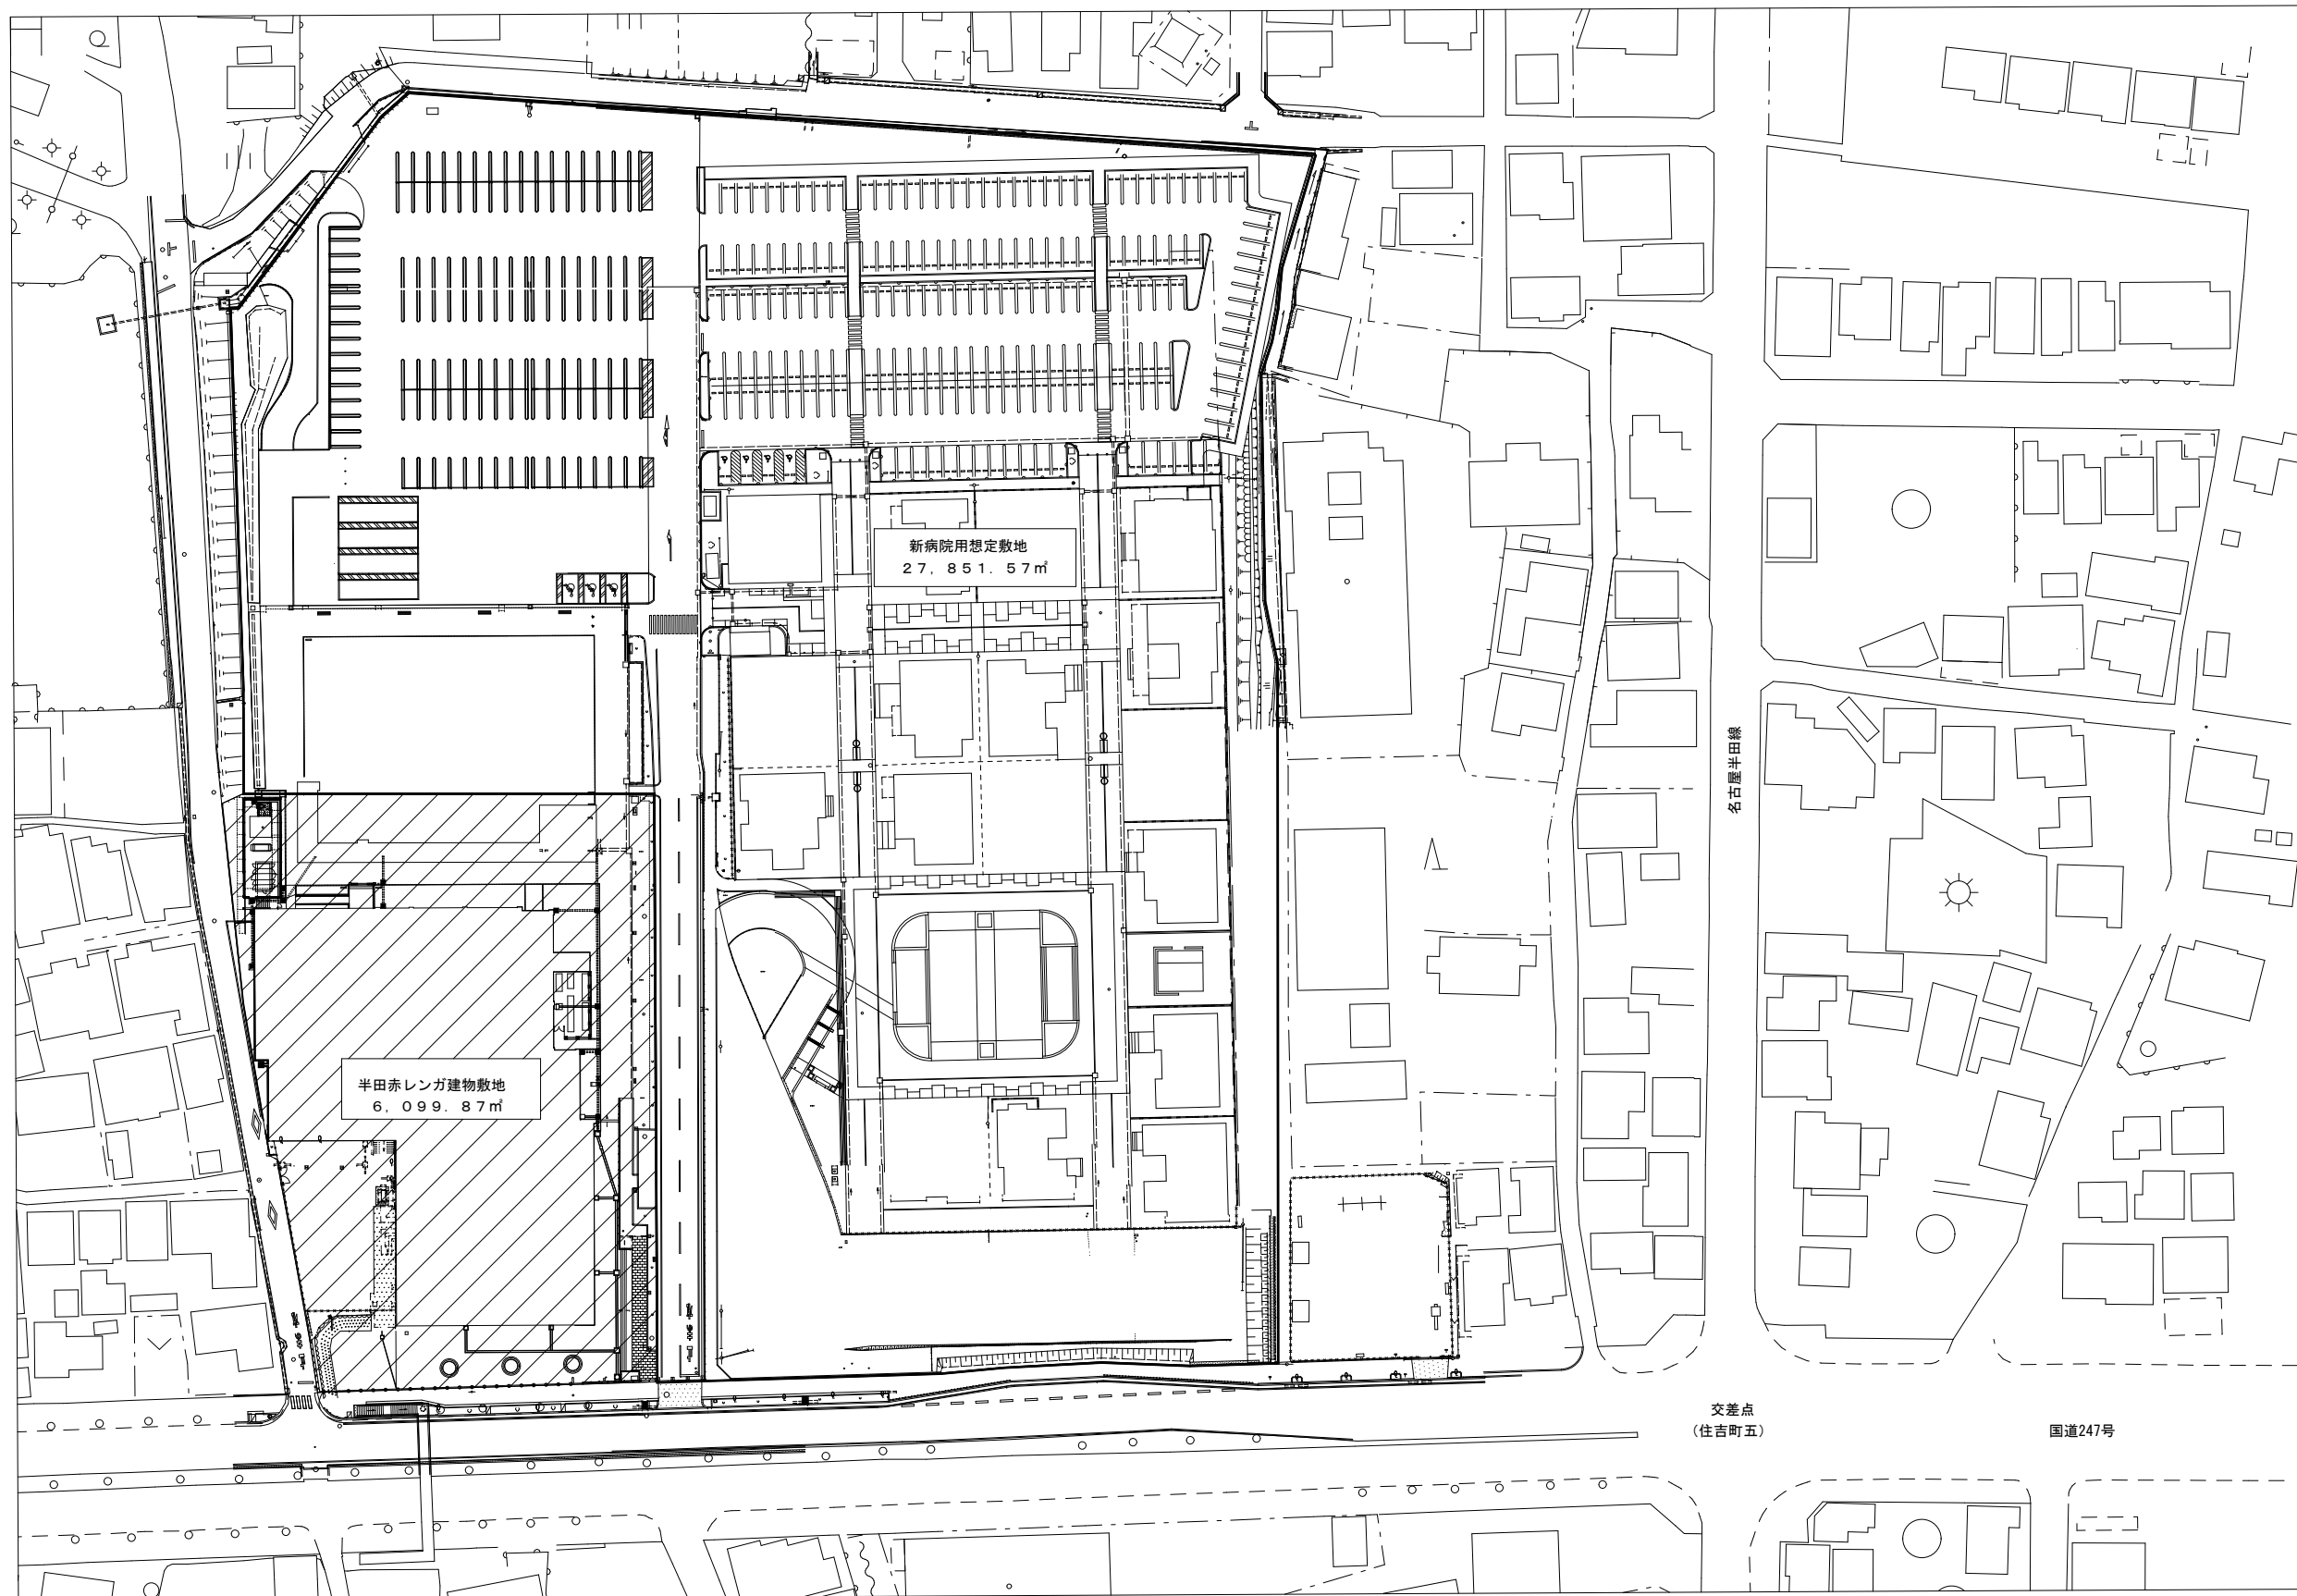 新病院用想定敷地
27,851.57㎡
名古屋半田線
半田赤レンガ建物敷地
6,099.87㎡
交差点
(住吉町五)
国道247号